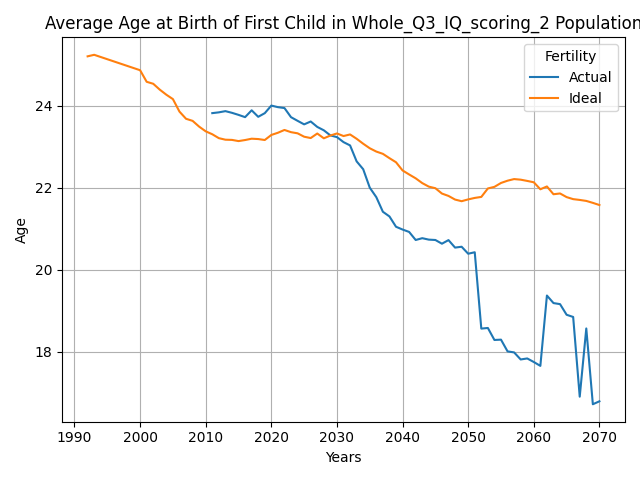 Average Age at Birth of First Child in Whole_Q3_IQ_scoring_2 Population
Fertility
Actual
Ideal
Age
24
22
20
18
1990 2000 2010 2020 2030 2040 2050 2060 2070
Years